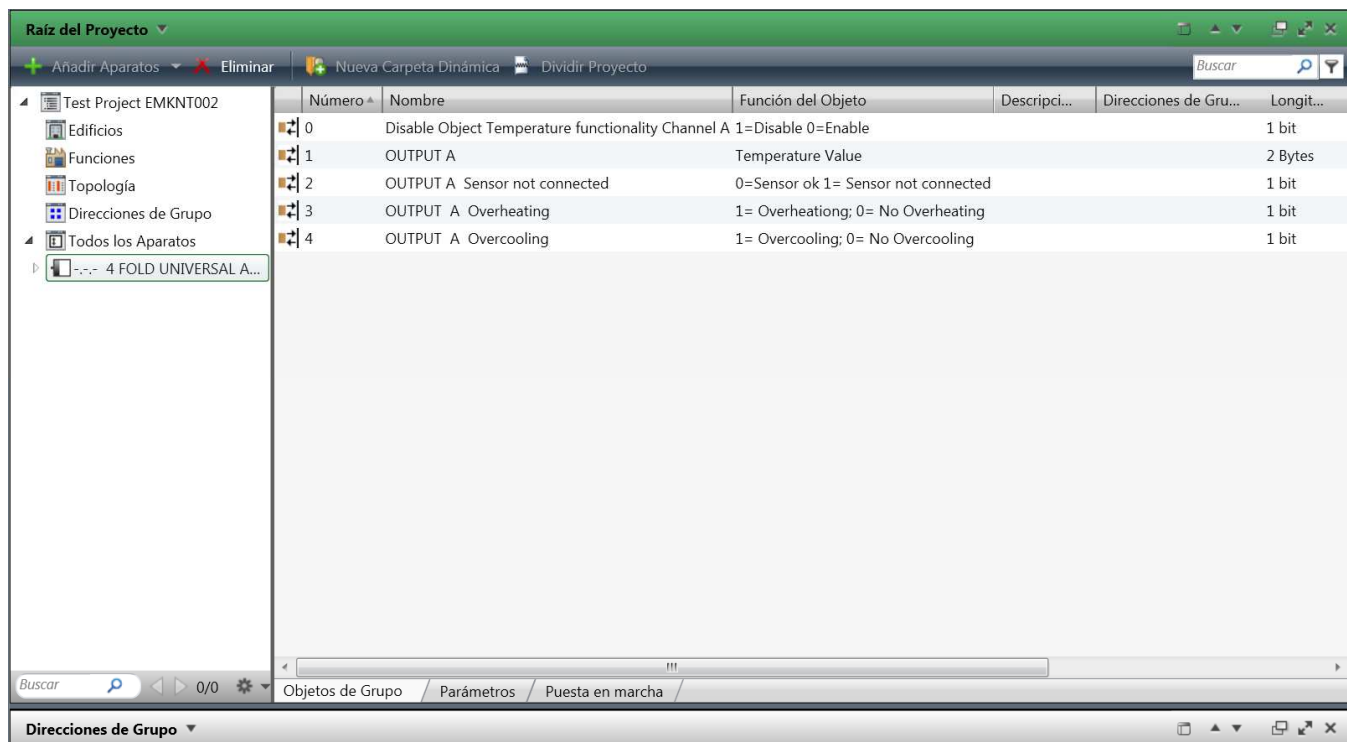 Raíz del Proyecto
Añadir Aparatos Eliminar Nueva Carpeta Dinámica Dividir Proyecto Buscar
Test Project EMKNT002
Edificios
Funciones
Topología
Direcciones de Grupo
Todos los Aparatos
-.-.- 4 FOLD UNIVERSAL A...
Número Nombre Función del Objeto Descripci... Direcciones de Gru... Longit...
0 Disable Object Temperature functionality Channel A 1=Disable 0=Enable 1 bit
1 OUTPUT A Temperature Value 2 Bytes
2 OUTPUT A Sensor not connected 0=Sensor ok 1= Sensor not connected 1 bit
3 OUTPUT A Overheating 1= Overheationg; 0= No Overheating 1 bit
4 OUTPUT A Overcooling 1= Overcooling; 0= No Overcooling 1 bit
Buscar 0/0
Objetos de Grupo Parámetros Puesta en marcha
Direcciones de Grupo